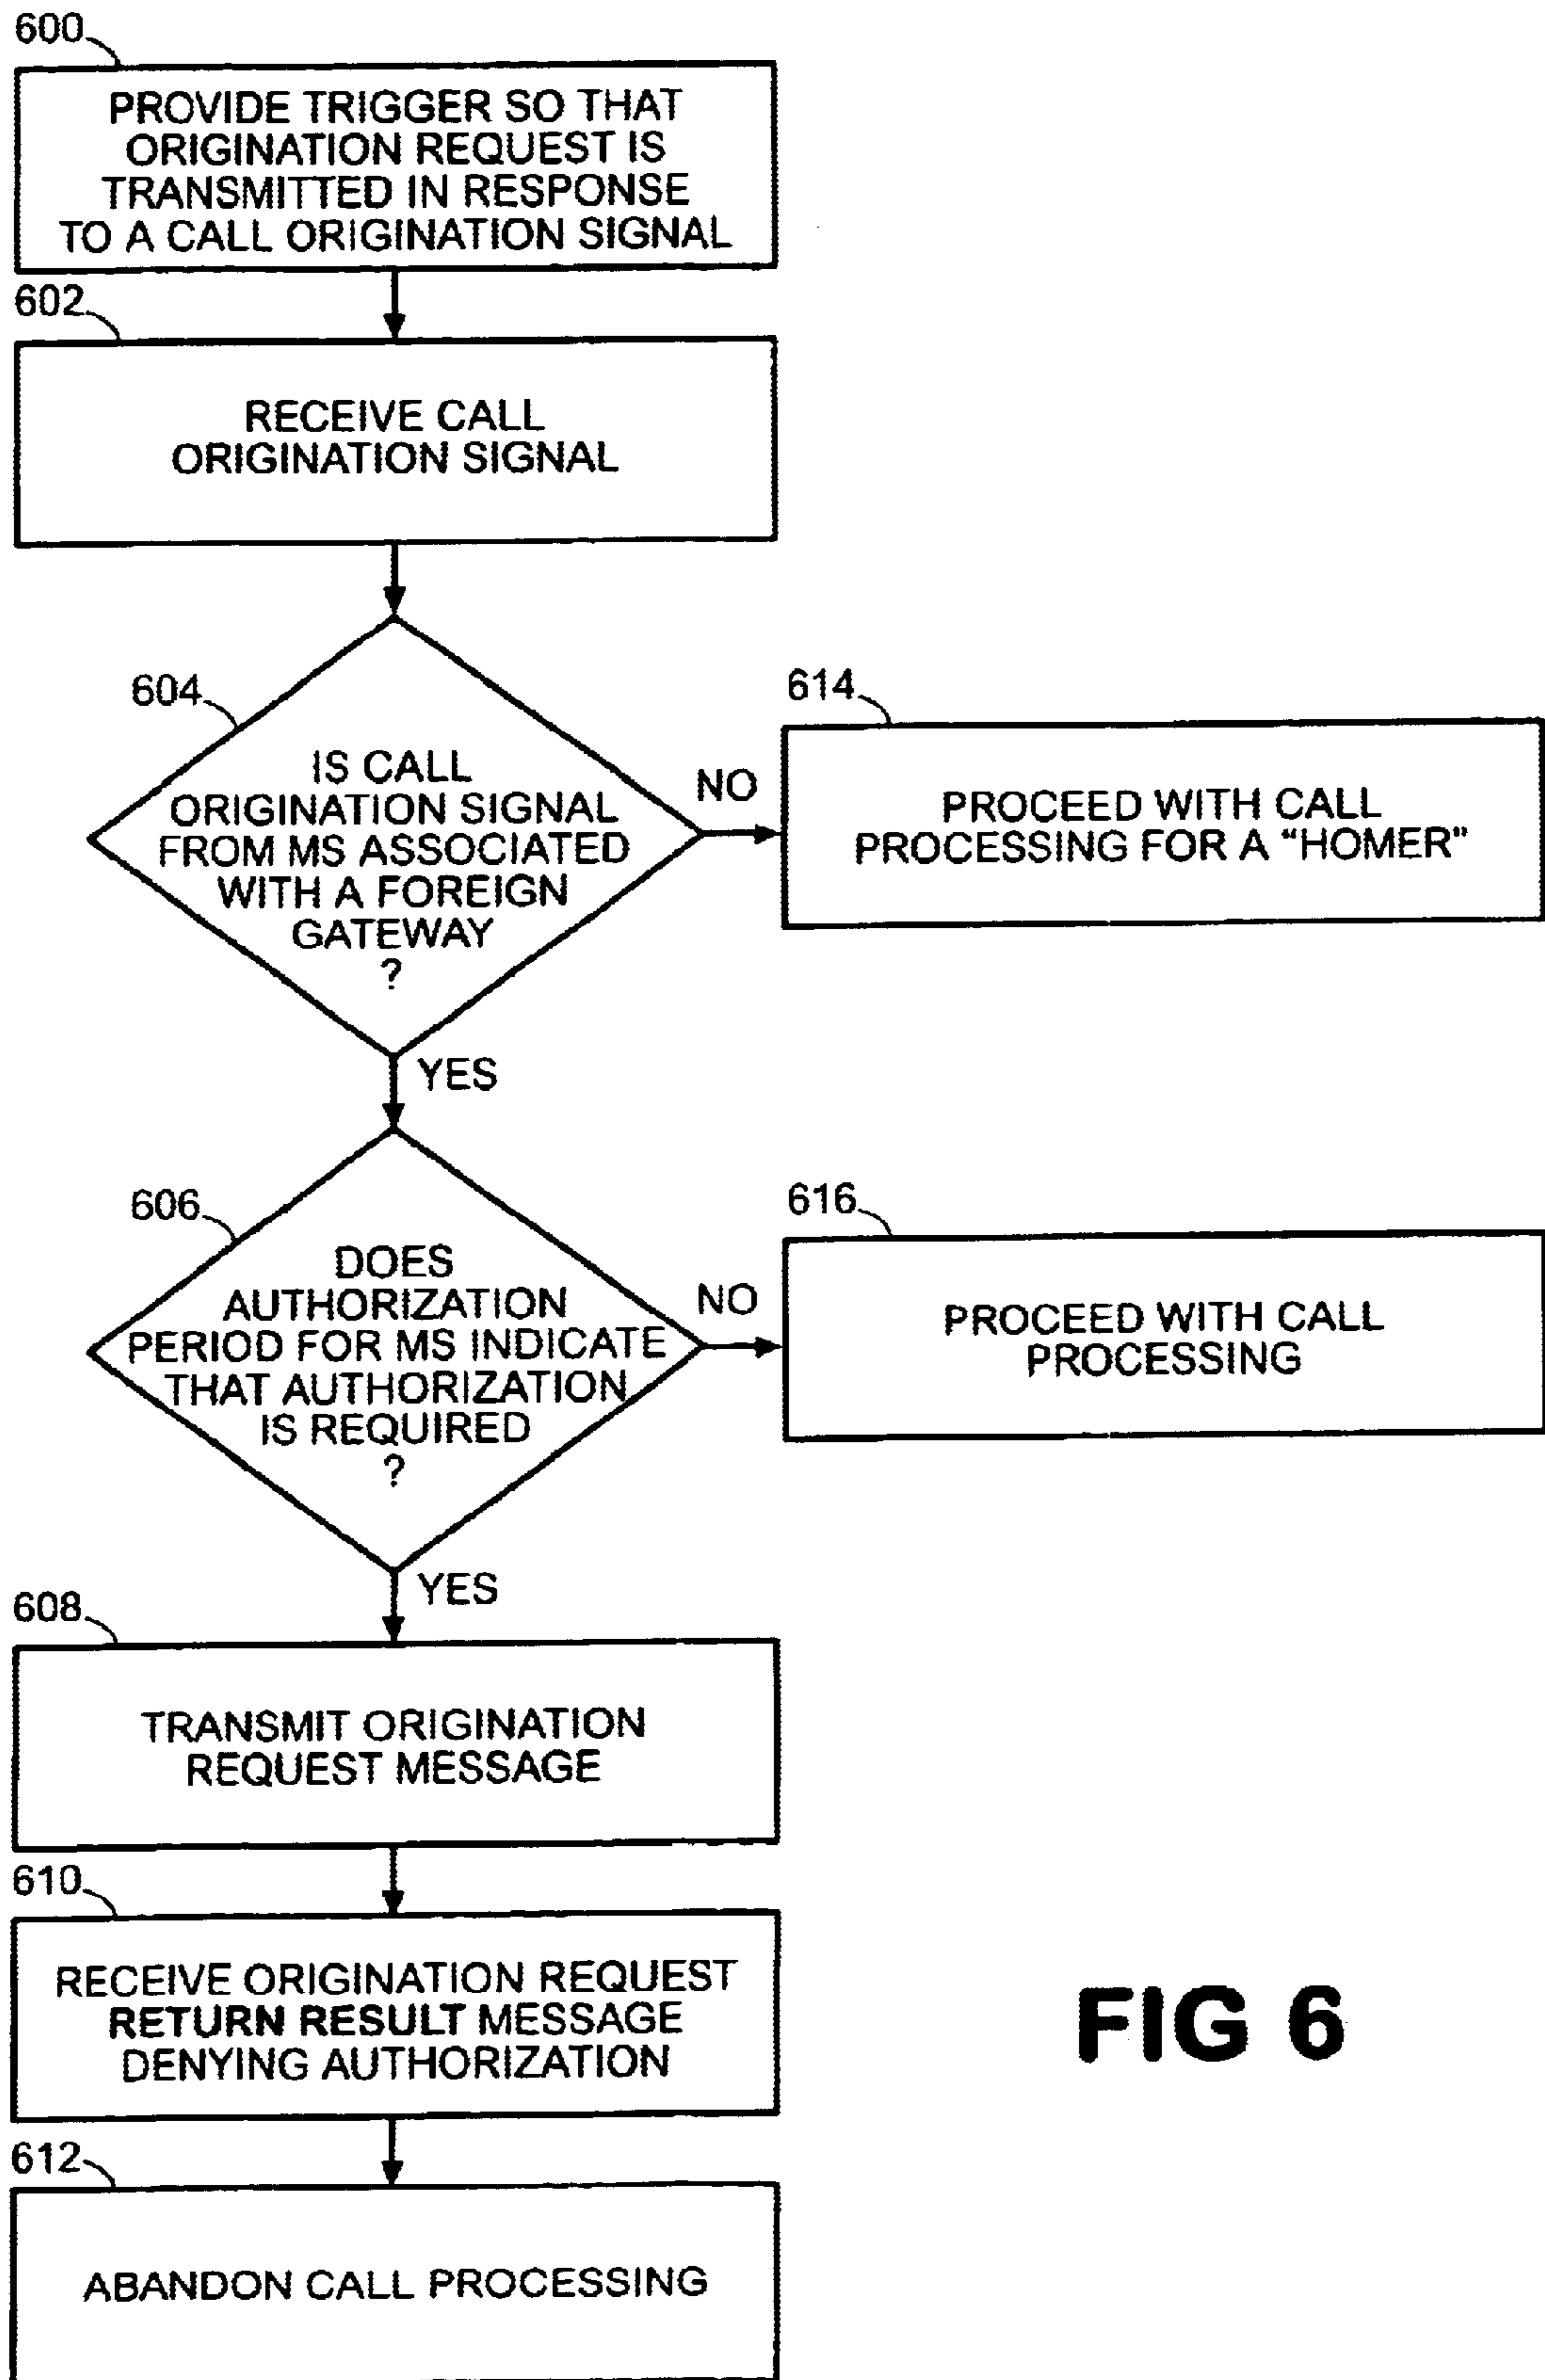 600
PROVIDE TRIGGER SO THAT
ORIGINATION REQUEST IS
TRANSMITTED IN RESPONSE
TO A CALL ORIGINATION SIGNAL
602
RECEIVE CALL
ORIGINATION SIGNAL
604
IS CALL
ORIGINATION SIGNAL
FROM MS ASSOCIATED
WITH A FOREIGN
GATEWAY
?
NO
614
PROCEED WITH CALL
PROCESSING FOR A “HOMER”
YES
606
DOES
AUTHORIZATION
PERIOD FOR MS INDICATE
THAT AUTHORIZATION
IS REQUIRED
?
NO
616
PROCEED WITH CALL
PROCESSING
YES
608
TRANSMIT ORIGINATION
REQUEST MESSAGE
610
RECEIVE ORIGINATION REQUEST
RETURN RESULT MESSAGE
DENYING AUTHORIZATION
612
ABANDON CALL PROCESSING
FIG 6